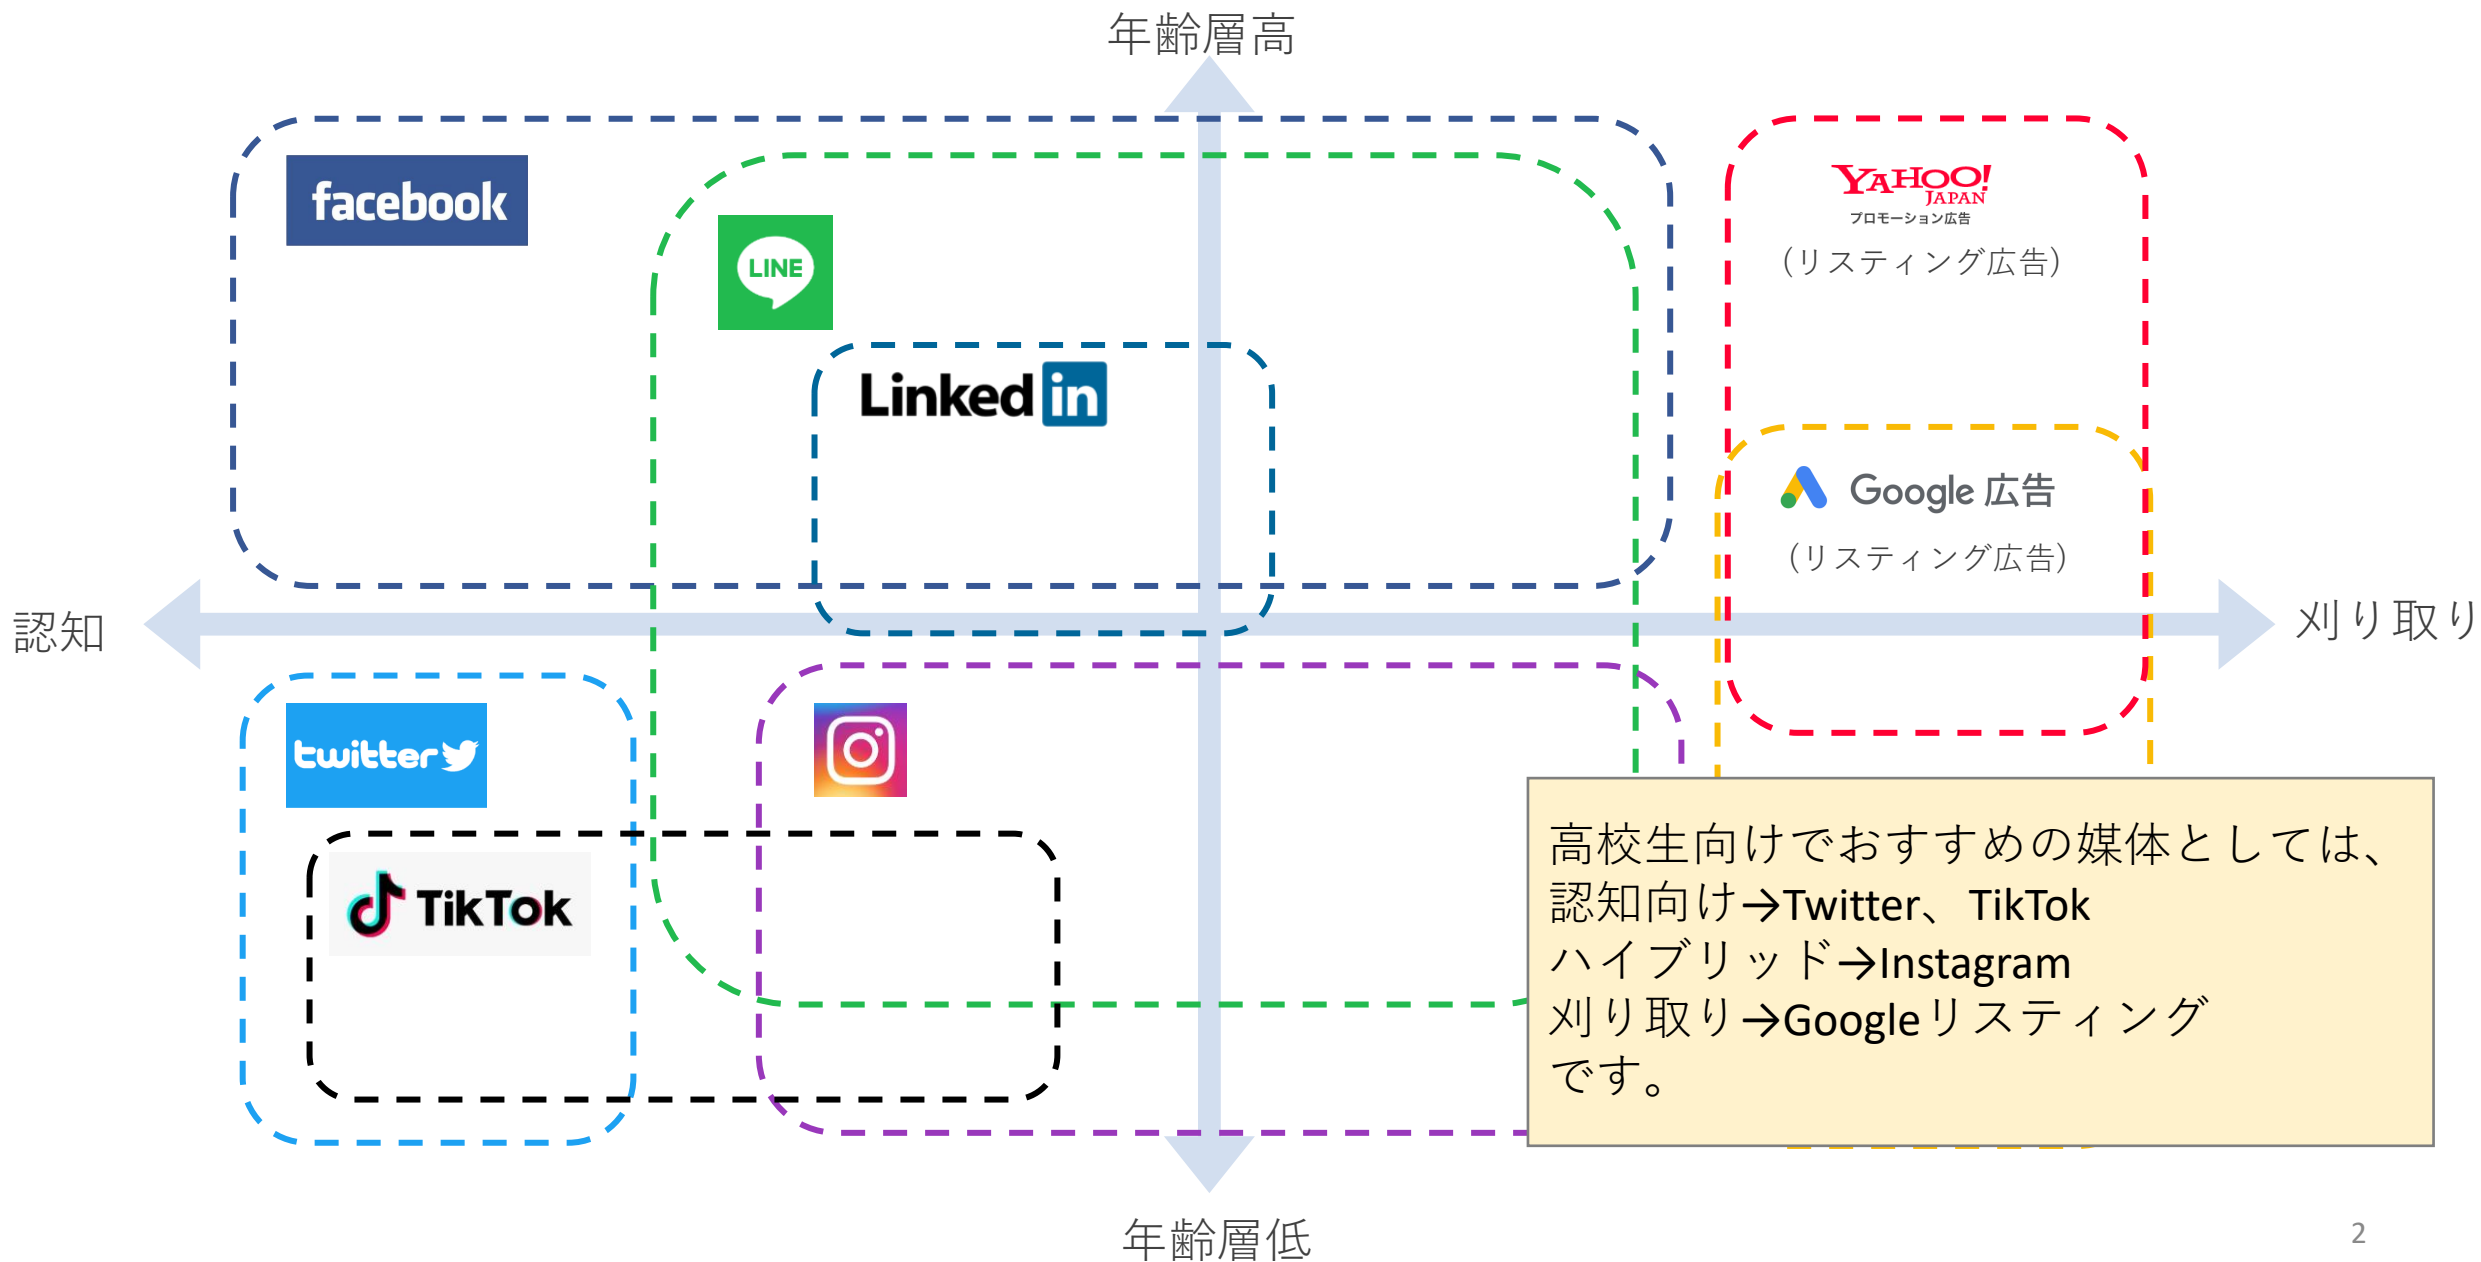 年齢層高
facebook
YAHOO!
JAPAN
プロモーション広告
(リスティング広告)
LINE
Linked in
Google 広告
(リスティング広告)
認知
刈り取り
twitter
TikTok
高校生向けでおすすめの媒体としては、
認知向け→Twitter、TikTok
ハイブリッド→Instagram
刈り取り→Googleリスティング
です。
年齢層低
2